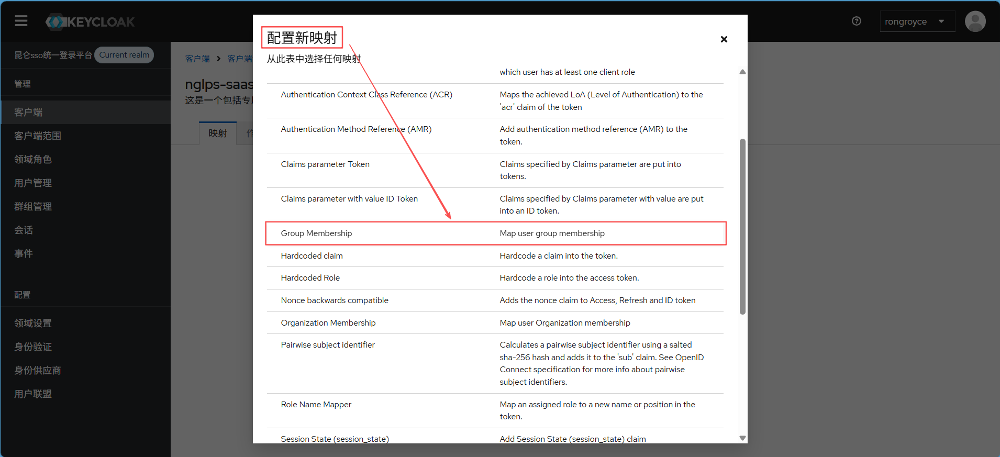 KEYCLOAK
rongroyce
昆仑sso统一登录平台 Current realm
管理
客户端
客户端范围
领域角色
用户管理
群组管理
会话
事件
配置
领域设置
身份验证
身份供应商
用户联盟
客户端
客户端
nglps-saas
这是一个包括专
映射
配置新映射
从此表中选择任何映射
which user has at least one client role
Authentication Context Class Reference (ACR)
Maps the achieved LoA (Level of Authentication) to the
'acr' claim of the token
Authentication Method Reference (AMR)
Add authentication method reference (AMR) to the
token.
Claims parameter Token
Claims specified by Claims parameter are put into
tokens.
Claims parameter with value ID Token
Claims specified by Claims parameter with value are put
into an ID token.
Group Membership
Map user group membership
Hardcoded claim
Hardcode a claim into the token.
Hardcoded Role
Hardcode a role into the access token.
Nonce backwards compatible
Adds the nonce claim to Access, Refresh and ID token
Organization Membership
Map user Organization membership
Pairwise subject identifier
Calculates a pairwise subject identifier using a salted
sha-256 hash and adds it to the 'sub' claim. See OpenID
Connect specification for more info about pairwise
subject identifiers.
Role Name Mapper
Map an assigned role to a new name or position in the
token.
Session State (session_state)
Add Session State (session_state) claim